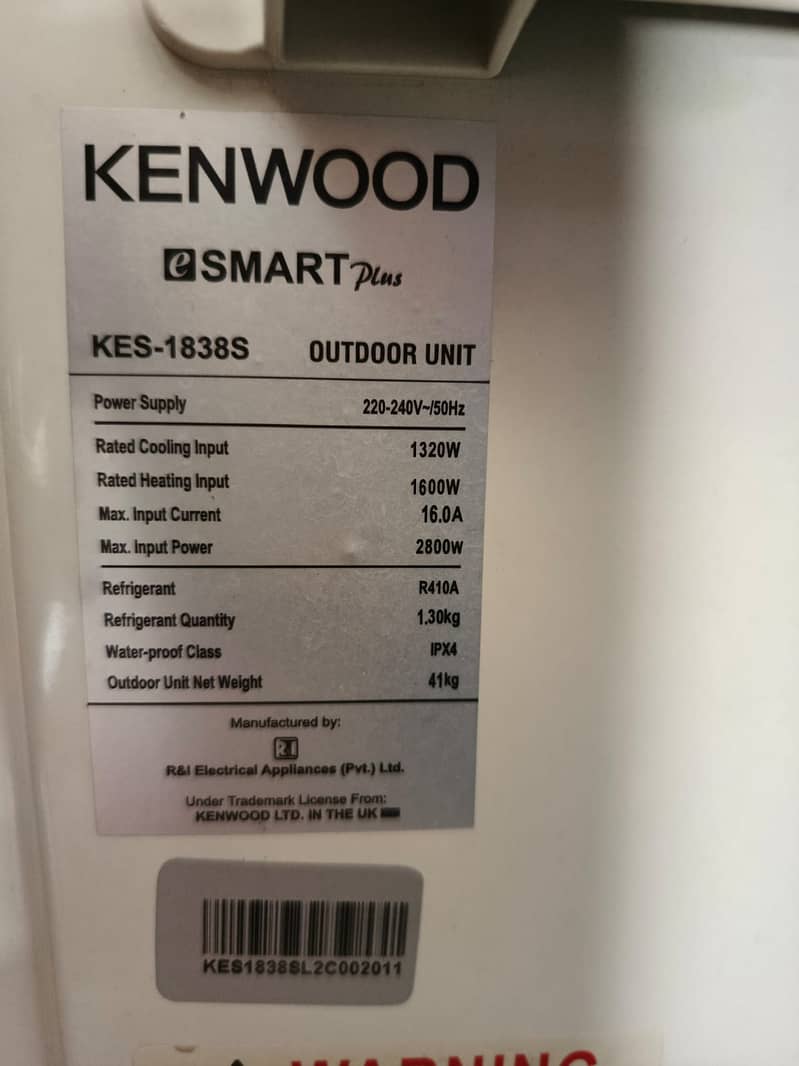 KENWOOD
e SMART Plus
KES-1838S OUTDOOR UNIT
Power Supply 220-240V~/50Hz
Rated Cooling Input 1320W
Rated Heating Input 1600W
Max. Input Current 16.0A
Max. Input Power 2800W
Refrigerant R410A
Refrigerant Quantity 1.30kg
Water-proof Class IPX4
Outdoor Unit Net Weight 41kg
Manufactured by:
R&I
R&I Electrical Appliances (Pvt.) Ltd.
Under Trademark License From:
KENWOOD LTD. IN THE UK
KES1838SL2C002011
WARNING